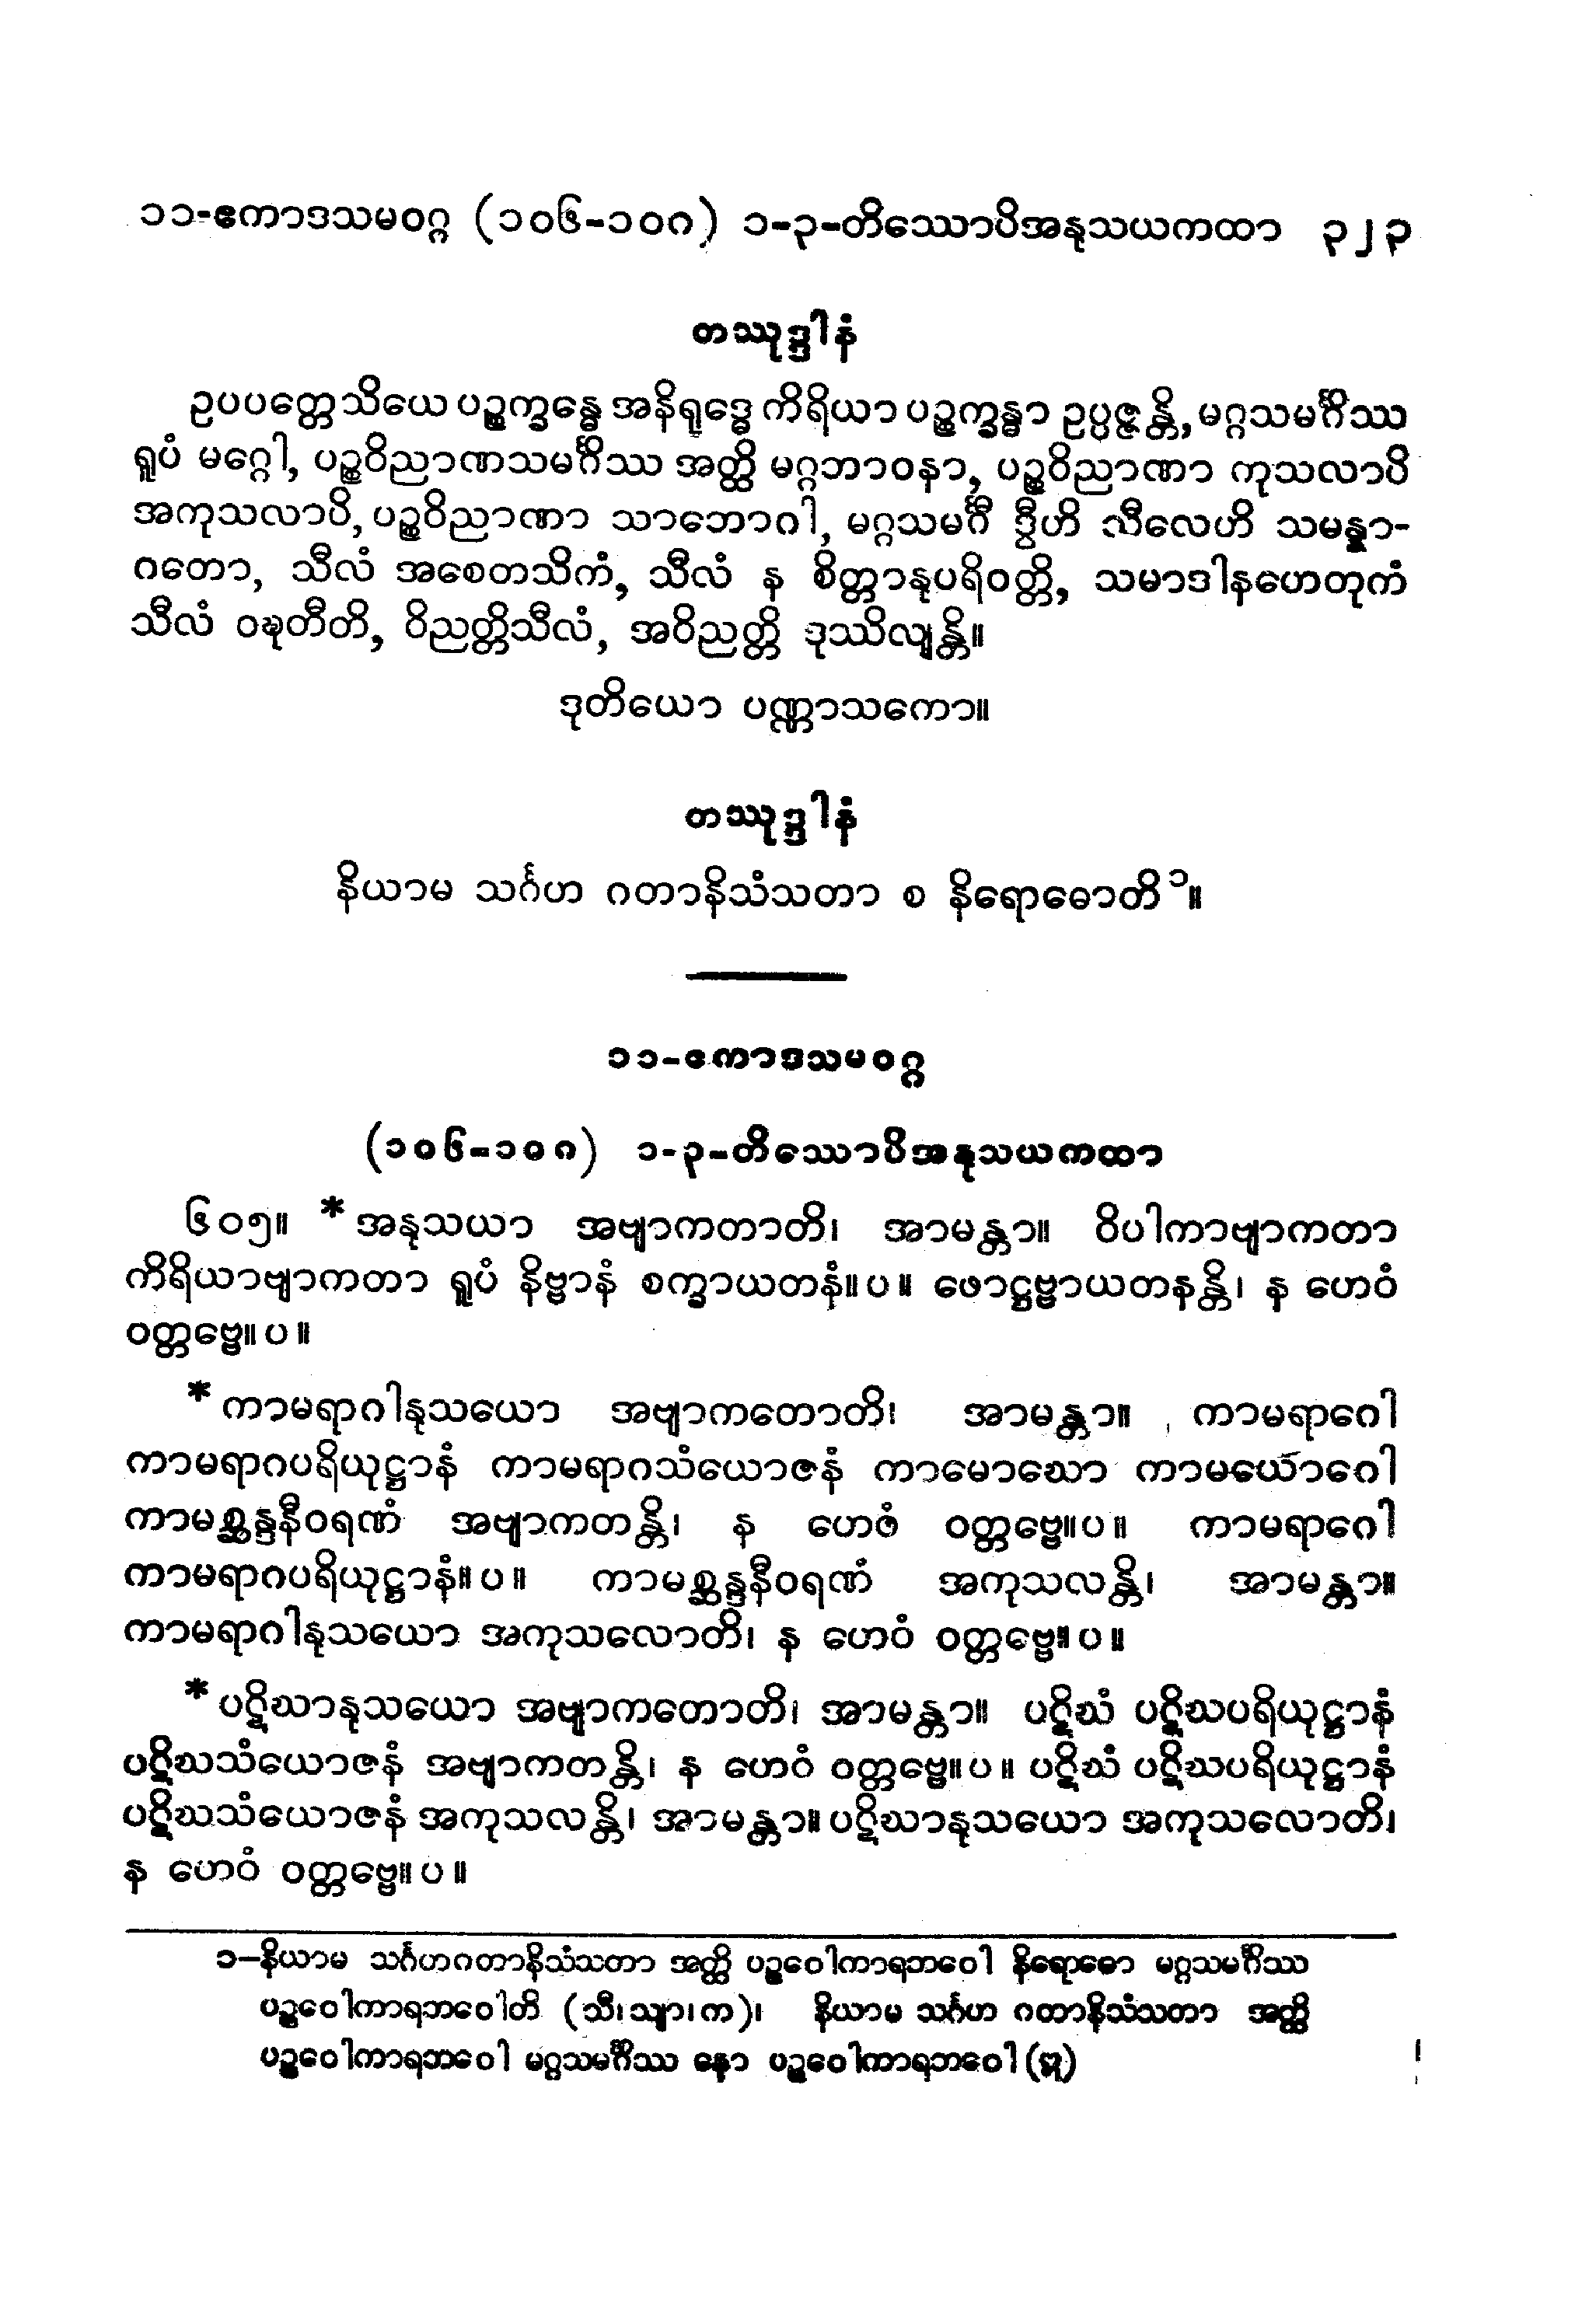 ၁၁-ဧကာဒသမဝဂ္ဂ (၁၀၆-၁၀၈) ၁-၃-တိဿောပိအနုသယကထာ ၃၂၃
တဿုဒ္ဒါနံ
ဥပပတ္တေသိယေ ပဉ္စက္ခန္ဓေ အနိရုဒ္ဓေ ကိရိယာ ပဉ္စက္ခန္ဓာ ဥပ္ပဇ္ဇန္တိ, မဂ္ဂသမင်္ဂိဿ
ရူပံ မဂ္ဂေါ, ပဉ္စဝိညာဏသမင်္ဂိဿ အတ္ထိ မဂ္ဂဘာဝနာ, ပဉ္စဝိညာဏာ ကုသလာပိ
အကုသလာပိ, ပဉ္စဝိညာဏာ သာဘောဂါ, မဂ္ဂသမင်္ဂီ ဒွီဟိ သီလေဟိ သမန္နာ-
ဂတော, သီလံ အစေတသိကံ, သီလံ န စိတ္တာနုပရိဝတ္တိ, သမာဒါနဟေတုကံ
သီလံ ဝဍ္ဎတီတိ, ဝိညတ္တိသီလံ, အဝိညတ္တိ ဒုဿိလျန္တိ။
ဒုတိယော ပဏ္ဏာသကော။
တဿုဒ္ဒါနံ
နိယာမ သင်္ဂဟ ဂတာနိသံသတာ စ နိရောဓောတိ၁။
၁၁-ဧကာဒသမဝဂ္ဂ
(၁၀၆-၁၀၈) ၁-၃-တိဿောပိအနုသယကထာ
၆၀၅။ *အနုသယာ အဗျာကတာတိ၊ အာမန္တာ။ ဝိပါကာဗျာကတာ
ကိရိယာဗျာကတာ ရူပံ နိဗ္ဗာနံ စက္ခာယတနံ။ပ။ ဖောဋ္ဌဗ္ဗာယတနန္တိ၊ န ဟေဝံ
ဝတ္တဗ္ဗေ။ပ။
*ကာမရာဂါနုသယော အဗျာကတောတိ၊ အာမန္တာ။ ကာမရာဂေါ
ကာမရာဂပရိယုဋ္ဌာနံ ကာမရာဂသံယောဇနံ ကာမောဃော ကာမယောဂေါ
ကာမစ္ဆန္ဒနီဝရဏံ အဗျာကတန္တိ၊ န ဟေဝံ ဝတ္တဗ္ဗေ။ပ။ ကာမရာဂေါ
ကာမရာဂပရိယုဋ္ဌာနံ။ပ။ ကာမစ္ဆန္ဒနီဝရဏံ အကုသလန္တိ၊ အာမန္တာ။
ကာမရာဂါနုသယော အကုသလောတိ၊ န ဟေဝံ ဝတ္တဗ္ဗေ။ပ။
*ပဋိဃာနုသယော အဗျာကတောတိ၊ အာမန္တာ။ ပဋိဃံ ပဋိဃပရိယုဋ္ဌာနံ
ပဋိဃသံယောဇနံ အဗျာကတန္တိ၊ န ဟေဝံ ဝတ္တဗ္ဗေ။ပ။ ပဋိဃံ ပဋိဃပရိယုဋ္ဌာနံ
ပဋိဃသံယောဇနံ အကုသလန္တိ၊ အာမန္တာ။ ပဋိဃာနုသယော အကုသလောတိ၊
န ဟေဝံ ဝတ္တဗ္ဗေ။ပ။
၁–နိယာမ သင်္ဂဟဂတာနိသံသတာ အတ္ထိ ပဉ္စဝေါကာရဘဝေါ နိရောဓော မဂ္ဂသမင်္ဂိဿ
ပဉ္စဝေါကာရဘဝေါတိ (သီ၊သျာ၊က)၊ နိယာမ သင်္ဂဟ ဂတာနိသံသတာ အတ္ထိ
ပဉ္စဝေါကာရဘဝေါ မဂ္ဂသမင်္ဂိဿ နော ပဉ္စဝေါကာရဘဝေါ (ဋ္ဌ)